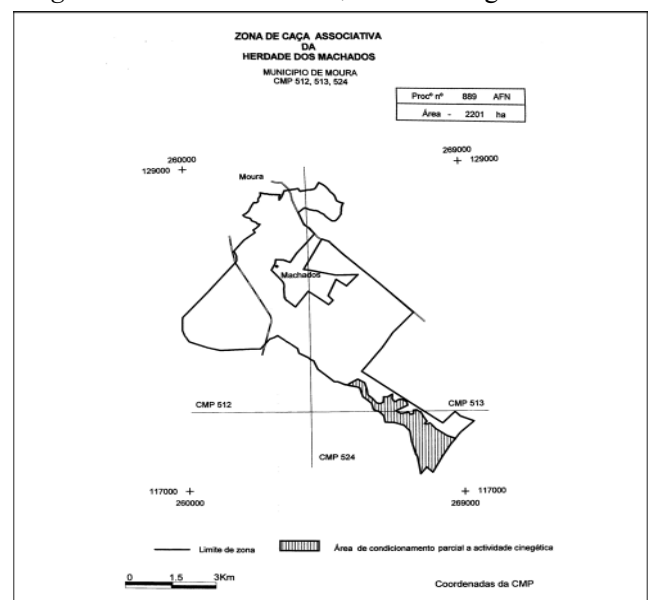 ZONA DE CAÇA ASSOCIATIVA
DA
HERDADE DOS MACHADOS
MUNICIPIO DE MOURA
CMP 512, 513, 524
Procº nº 889 AFN
Área - 2201 ha
260000
129000
269000
129000
Moura
Machados
CMP 512
CMP 513
CMP 524
117000
260000
117000
269000
Limite de zona
Área de condicionamento parcial a actividade cinegética
0 1.5 3Km
Coordenadas da CMP